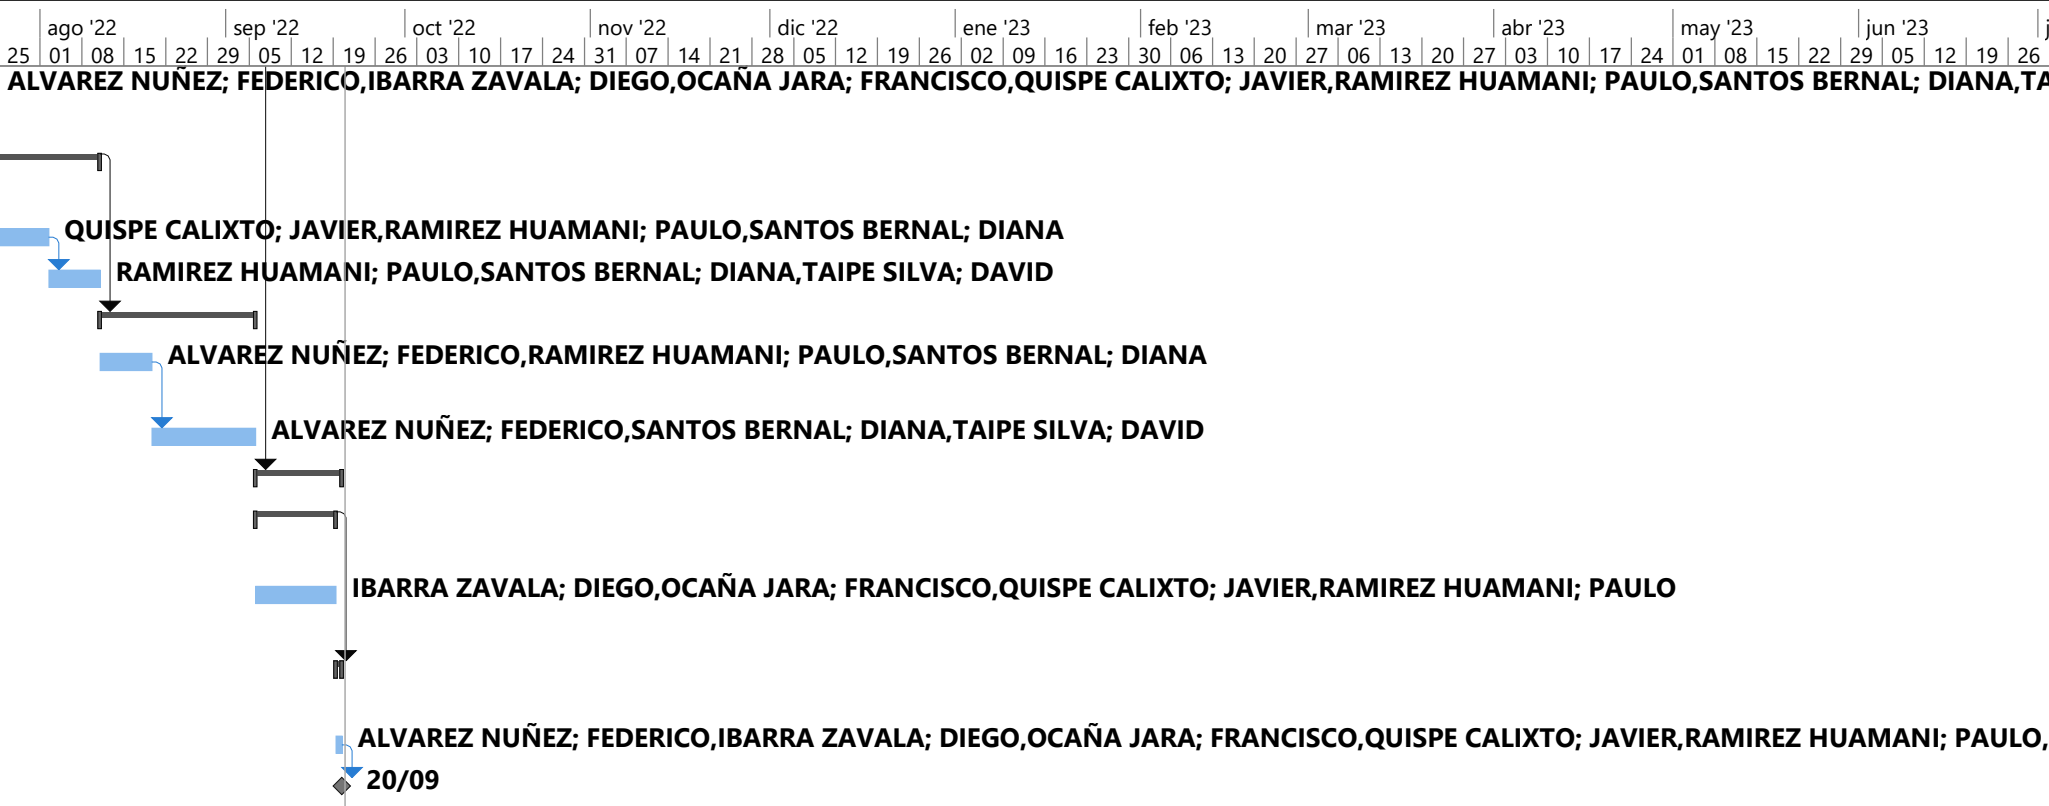 ago '22 sep '22 oct '22 nov '22 dic '22 ene '23 feb '23 mar '23 abr '23 may '23 jun '23
25 01 08 15 22 29 05 12 19 26 03 10 17 24 31 07 14 21 28 05 12 19 26 02 09 16 23 30 06 13 20 27 06 13 20 27 03 10 17 24 01 08 15 22 29 05 12 19 26
ALVAREZ NUÑEZ; FEDERICO,IBARRA ZAVALA; DIEGO,OCAÑA JARA; FRANCISCO,QUISPE CALIXTO; JAVIER,RAMIREZ HUAMANI; PAULO,SANTOS BERNAL; DIANA,TA
QUISPE CALIXTO; JAVIER,RAMIREZ HUAMANI; PAULO,SANTOS BERNAL; DIANA
RAMIREZ HUAMANI; PAULO,SANTOS BERNAL; DIANA,TAIPE SILVA; DAVID
ALVAREZ NUÑEZ; FEDERICO,RAMIREZ HUAMANI; PAULO,SANTOS BERNAL; DIANA
ALVAREZ NUÑEZ; FEDERICO,SANTOS BERNAL; DIANA,TAIPE SILVA; DAVID
IBARRA ZAVALA; DIEGO,OCAÑA JARA; FRANCISCO,QUISPE CALIXTO; JAVIER,RAMIREZ HUAMANI; PAULO
ALVAREZ NUÑEZ; FEDERICO,IBARRA ZAVALA; DIEGO,OCAÑA JARA; FRANCISCO,QUISPE CALIXTO; JAVIER,RAMIREZ HUAMANI; PAULO,
20/09